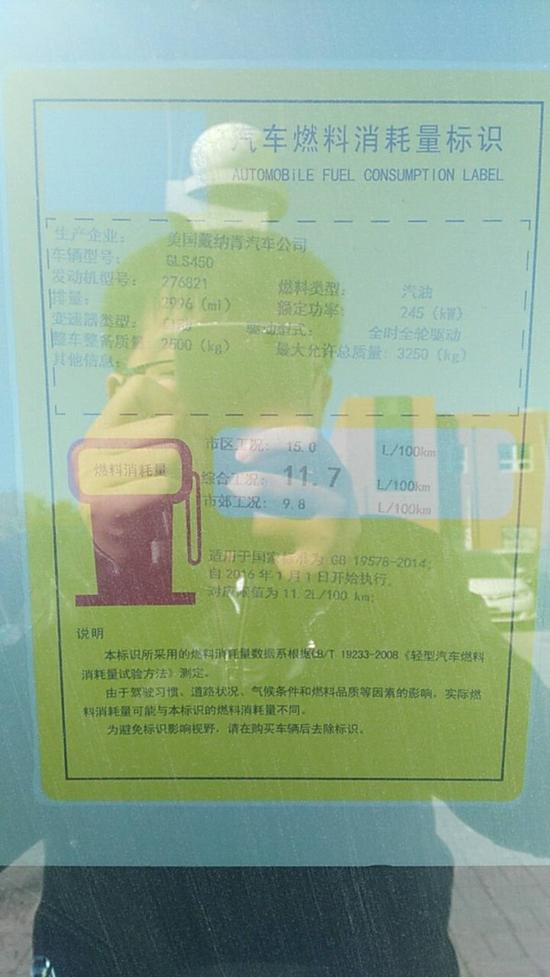 汽车燃料消耗量标识
AUTOMOBiLE FUEL CONSUMPTION LABEL
生产企业: 美国戴纳肯汽车公司
车辆型号: GLS450
发动机型号: 276821 燃料类型: 汽油
排量: 2996 (ml) 额定功率: 245 (kW)
变速器类型: 自动 驱动型式: 全时全轮驱动
整车整备质量: 2500 (kg) 最大允许总质量: 3250 (kg)
其他信息:
燃料消耗量
市区工况: 15.0 L/100km
综合工况: 11.7 L/100km
市郊工况: 9.8 L/100km
适用于国家标准为 GB 19578-2014;
自 2016 年 1 月 1 日开始执行,
对应限值为 11.2L/100 km;
说明
本标识所采用的燃料消耗量数据系根据GB/T 19233-2008《轻型汽车燃料
消耗量试验方法》测定。
由于驾驶习惯、道路状况、气候条件和燃料品质等因素的影响，实际燃
料消耗量可能与本标识的燃料消耗量不同。
为避免标识影响视野，请在购买车辆后去除标识。